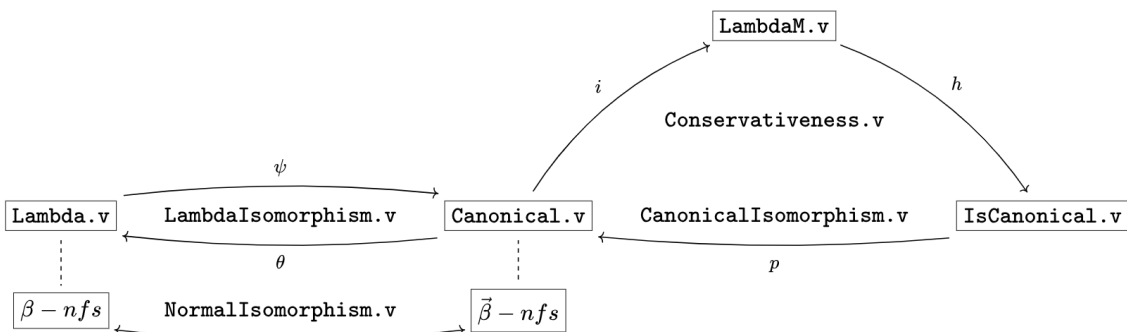 LambdaM.v
i
h
Conservativeness.v
ψ
Lambda.v LambdaIsomorphism.v Canonical.v CanonicalIsomorphism.v IsCanonical.v
θ
p
β − nfs NormalIsomorphism.v β⃗ − nfs